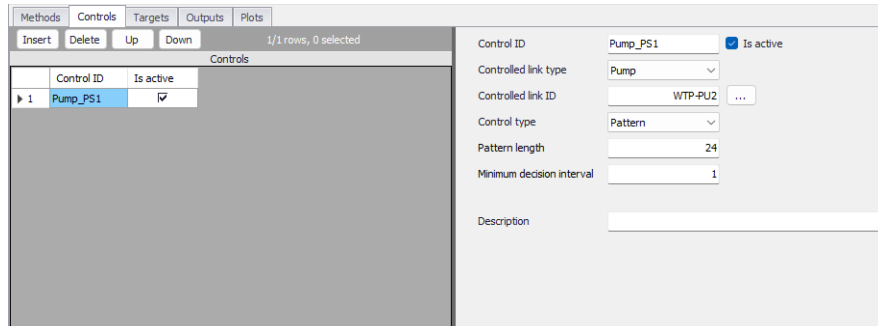 Methods Controls Targets Outputs Plots
Insert Delete Up Down 1/1 rows, 0 selected
Controls
Control ID Is active
1 Pump_PS1
Control ID Pump_PS1 Is active
Controlled link type Pump
Controlled link ID WTP-PU2 ...
Control type Pattern
Pattern length 24
Minimum decision interval 1
Description